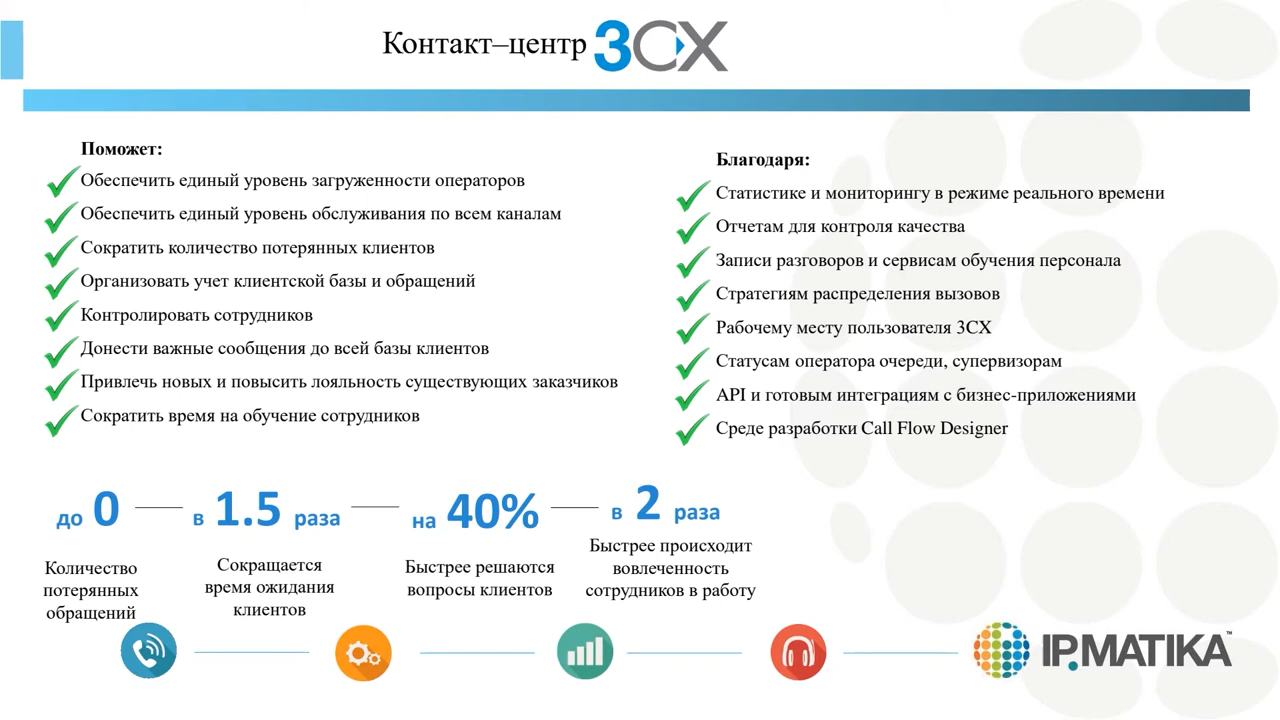 Контакт–центр 3CX
Поможет:
Обеспечить единый уровень загруженности операторов
Обеспечить единый уровень обслуживания по всем каналам
Сократить количество потерянных клиентов
Организовать учет клиентской базы и обращений
Контролировать сотрудников
Донести важные сообщения до всей базы клиентов
Привлечь новых и повысить лояльность существующих заказчиков
Сократить время на обучение сотрудников
Благодаря:
Статистике и мониторингу в режиме реального времени
Отчетам для контроля качества
Записи разговоров и сервисам обучения персонала
Стратегиям распределения вызовов
Рабочему месту пользователя 3CX
Статусам оператора очереди, супервизорам
API и готовым интеграциям с бизнес-приложениями
Среде разработки Call Flow Designer
до 0
Количество
потерянных
обращений
в 1.5 раза
Сокращается
время ожидания
клиентов
на 40%
Быстрее решаются
вопросы клиентов
в 2 раза
Быстрее происходит
вовлеченность
сотрудников в работу
IP.MATIKA™